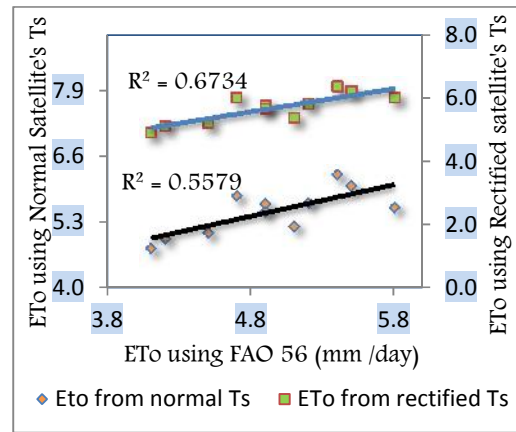 ETo using Normal Satellite's Ts
7.9
6.6
5.3
4.0
R² = 0.6734
R² = 0.5579
8.0
6.0
4.0
2.0
0.0
ETo using Rectified satellite's Ts
3.8
4.8
5.8
ETo using FAO 56 (mm /day)
Eto from normal Ts
ETo from rectified Ts